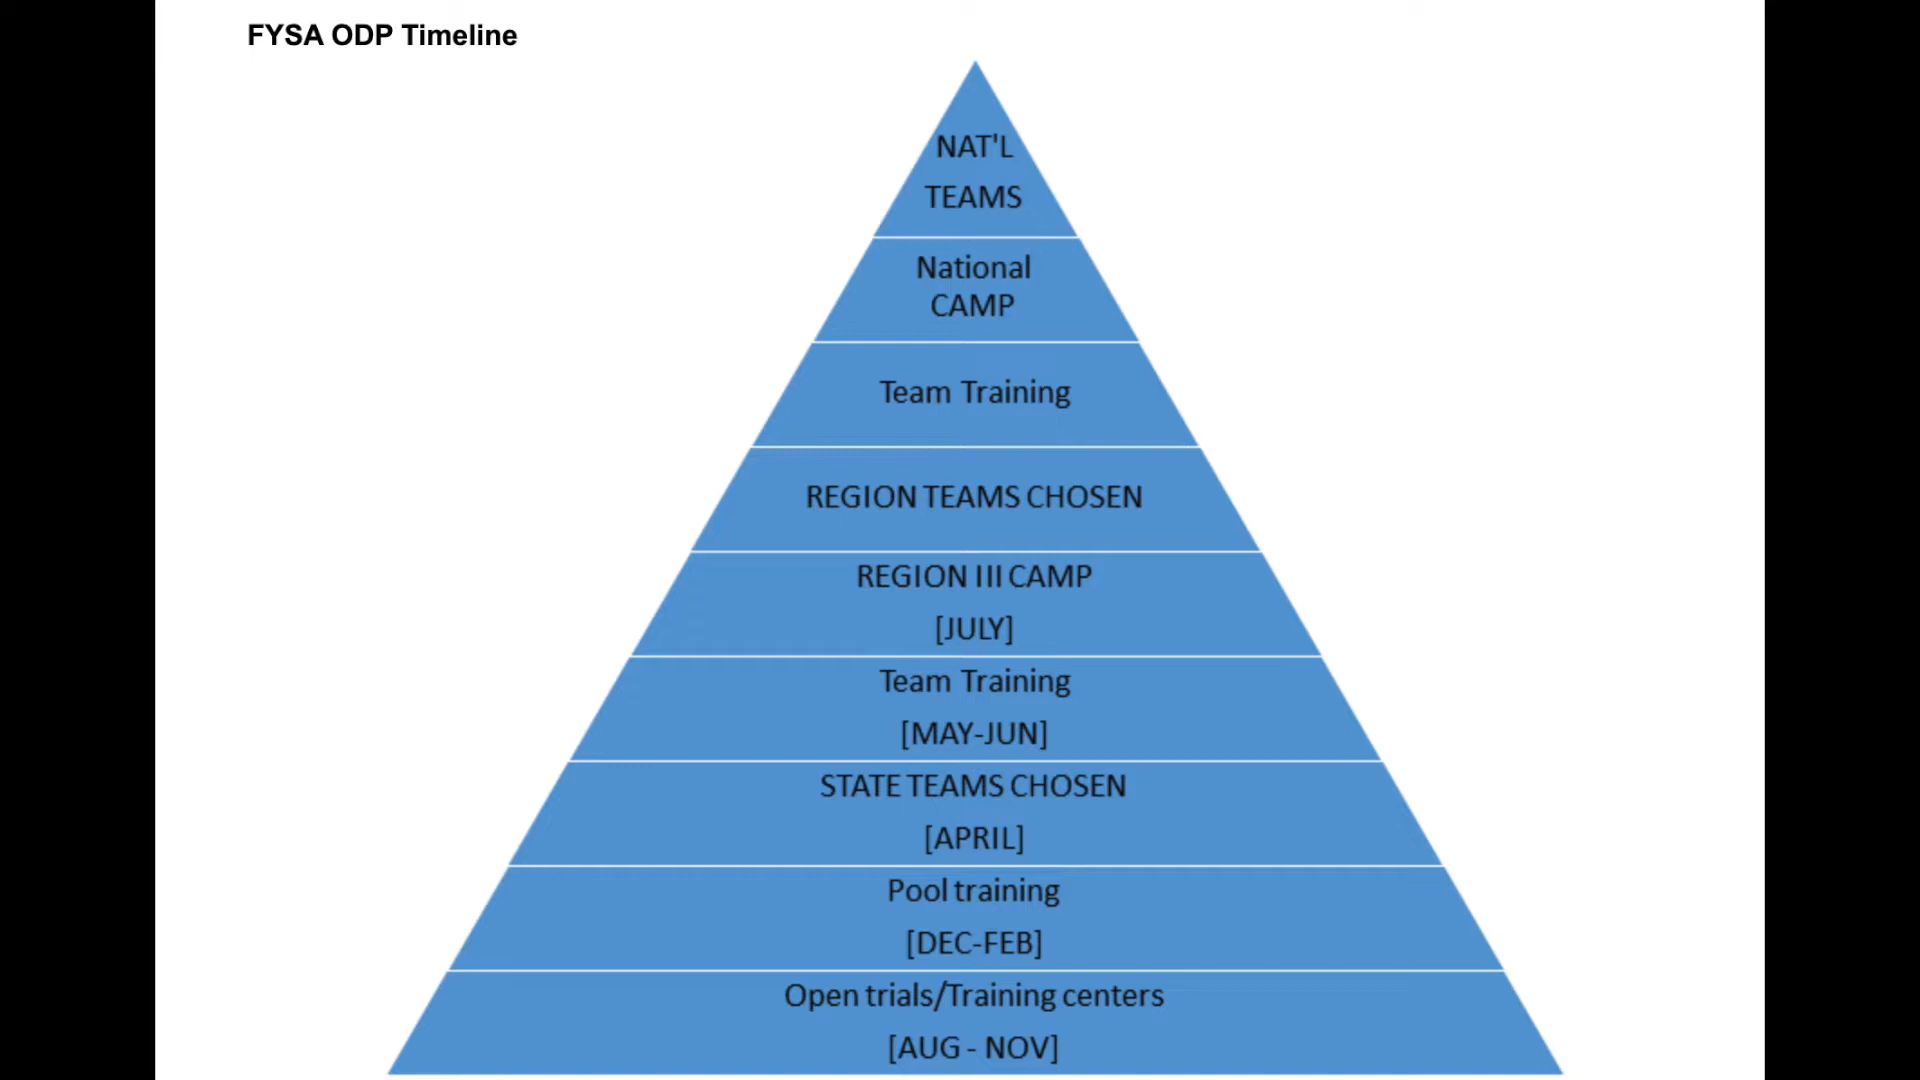 FYSA ODP Timeline
NAT'L
TEAMS
National
CAMP
Team Training
REGION TEAMS CHOSEN
REGION III CAMP
[JULY]
Team Training
[MAY-JUN]
STATE TEAMS CHOSEN
[APRIL]
Pool training
[DEC-FEB]
Open trials/Training centers
[AUG - NOV]